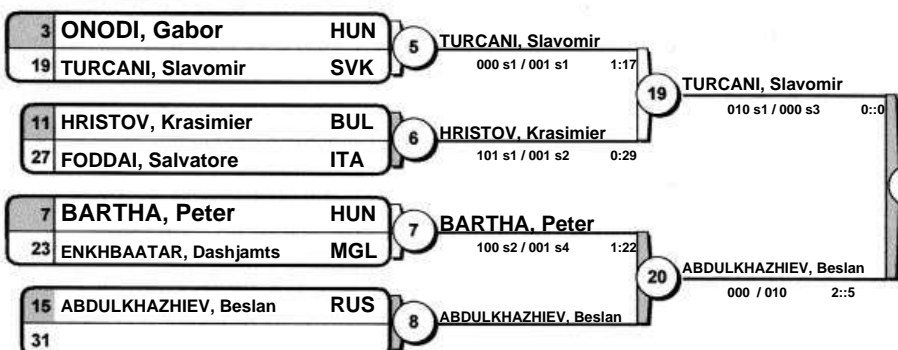 3 ONODI, Gabor HUN
19 TURCANI, Slavomir SVK
5
TURCANI, Slavomir
000 s1 / 001 s1 1:17
11 HRISTOV, Krasimier BUL
27 FODDAI, Salvatore ITA
6
HRISTOV, Krasimier
101 s1 / 001 s2 0:29
19
TURCANI, Slavomir
010 s1 / 000 s3 0::0
7 BARTHA, Peter HUN
23 ENKHBAATAR, Dashjamts MGL
7
BARTHA, Peter
100 s2 / 001 s4 1:22
15 ABDULKHAZHIEV, Beslan RUS
31
8
ABDULKHAZHIEV, Beslan
20
ABDULKHAZHIEV, Beslan
000 / 010 2::5